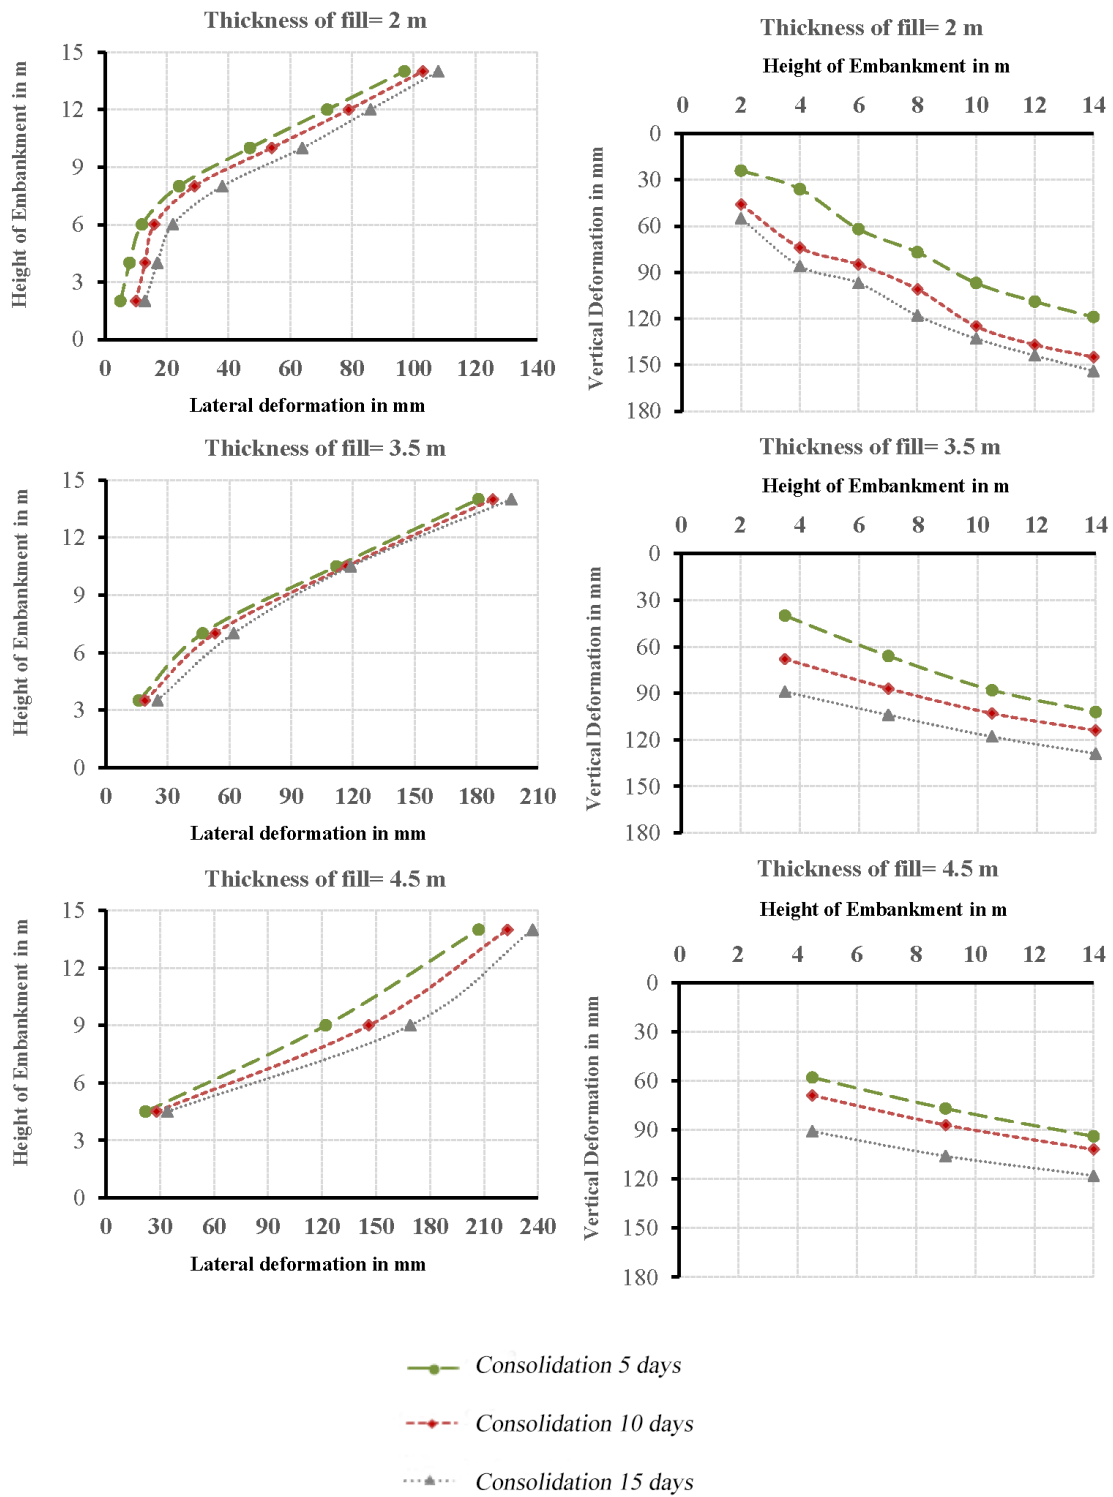 Thickness of fill= 2 m
Height of Embankment in m
15
12
9
6
3
0
0 20 40 60 80 100 120 140
Lateral deformation in mm
Thickness of fill= 2 m
Height of Embankment in m
0 2 4 6 8 10 12 14
Vertical Deformation in mm
0
30
60
90
120
150
180
Thickness of fill= 3.5 m
Height of Embankment in m
15
12
9
6
3
0
0 30 60 90 120 150 180 210
Lateral deformation in mm
Thickness of fill= 3.5 m
Height of Embankment in m
0 2 4 6 8 10 12 14
Vertical Deformation in mm
0
30
60
90
120
150
180
Thickness of fill= 4.5 m
Height of Embankment in m
15
12
9
6
3
0
0 30 60 90 120 150 180 210 240
Lateral deformation in mm
Thickness of fill= 4.5 m
Height of Embankment in m
0 2 4 6 8 10 12 14
Vertical Deformation in mm
0
30
60
90
120
150
180
Consolidation 5 days
Consolidation 10 days
Consolidation 15 days